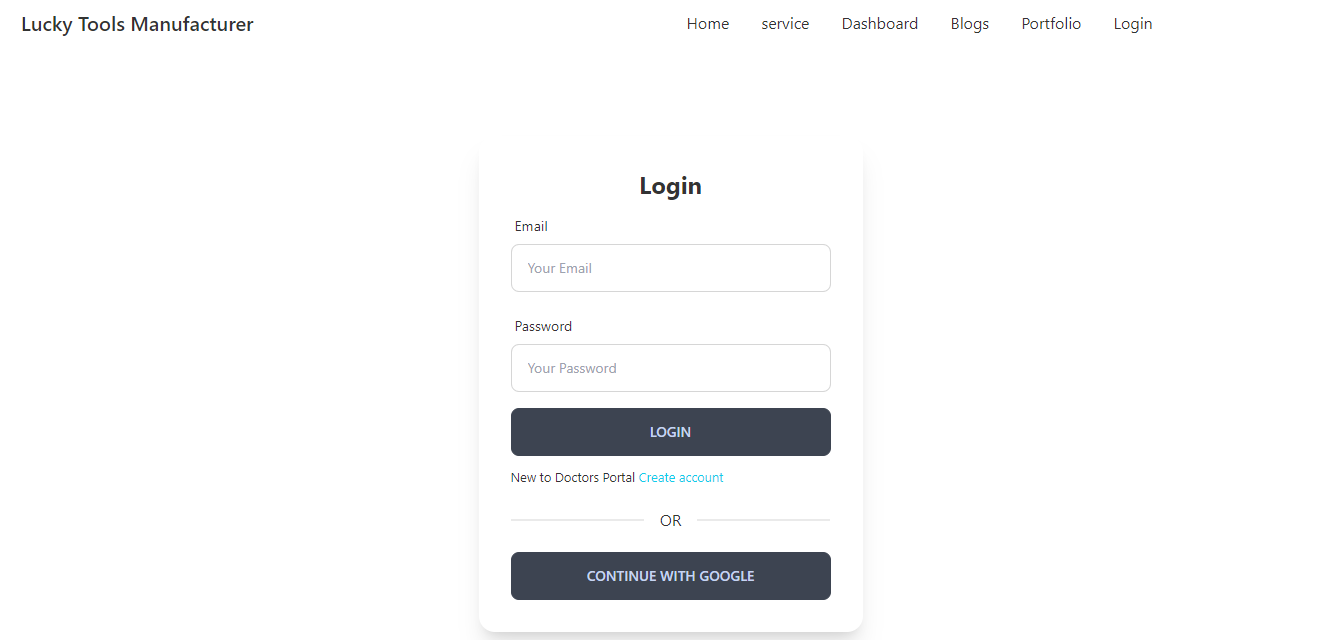 Lucky Tools Manufacturer Home service Dashboard Blogs Portfolio Login
Login
Email
Your Email
Password
Your Password
LOGIN
New to Doctors Portal Create account
OR
CONTINUE WITH GOOGLE